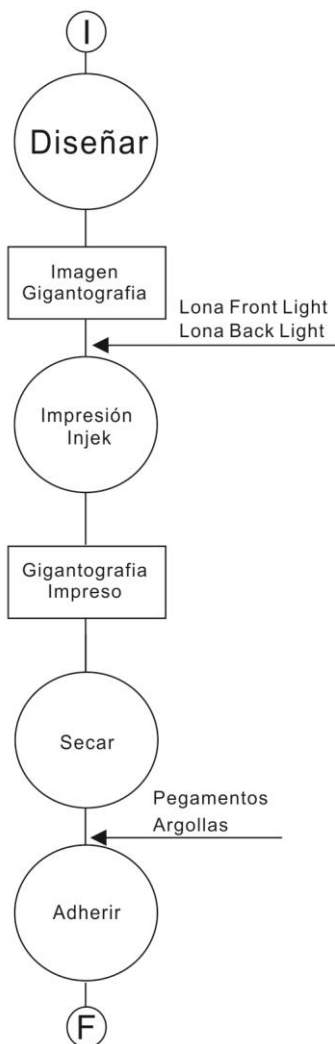 I
Diseñar
Imagen
Gigantografia
Lona Front Light
Lona Back Light
Impresión
Injek
Gigantografia
Impreso
Secar
Pegamentos
Argollas
Adherir
F